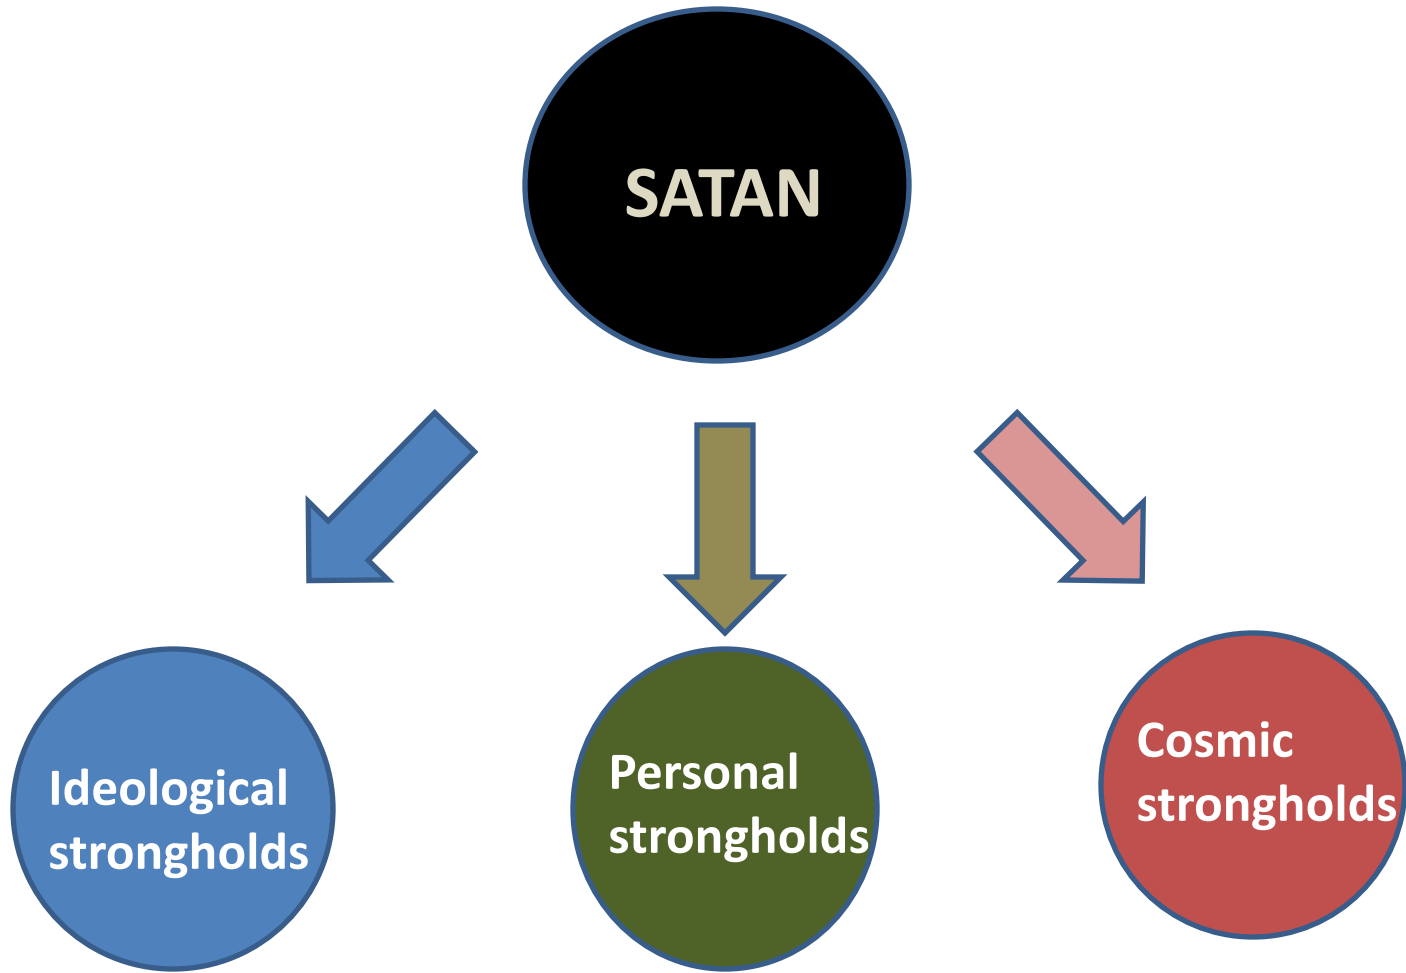 SATAN
Ideological
strongholds
Personal
strongholds
Cosmic
strongholds